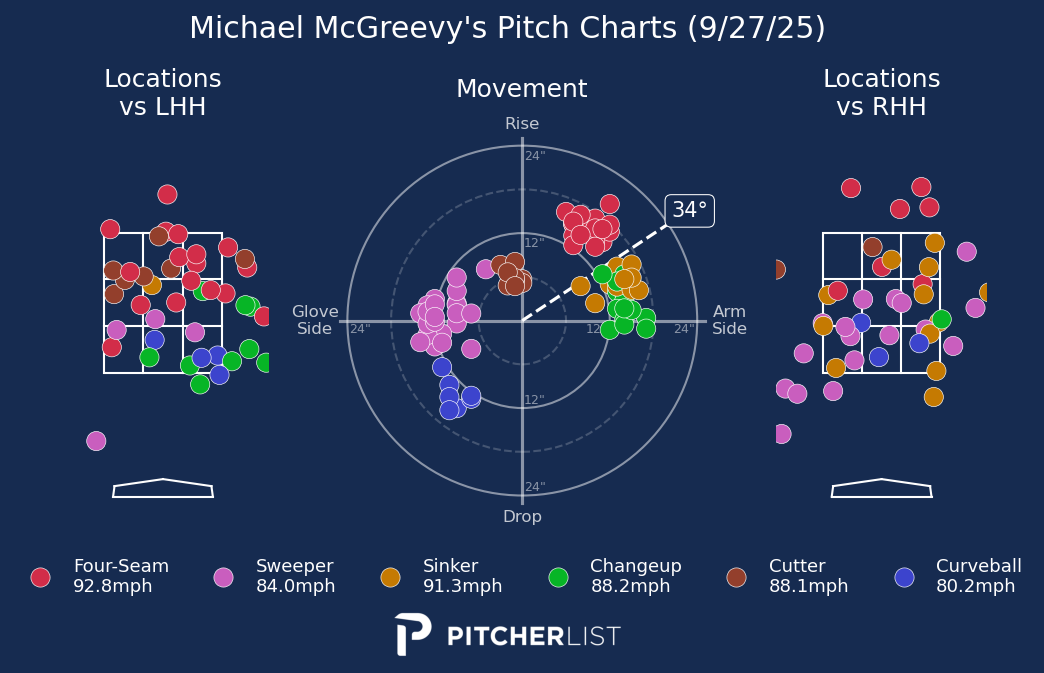 Michael McGreevy's Pitch Charts (9/27/25)
Locations
vs LHH
Movement
Locations
vs RHH
Rise
24"
34°
12"
Glove
Side
24"
12"
24"
Arm
Side
12"
24"
Drop
Four-Seam
92.8mph
Sweeper
84.0mph
Sinker
91.3mph
Changeup
88.2mph
Cutter
88.1mph
Curveball
80.2mph
PITCHERLIST